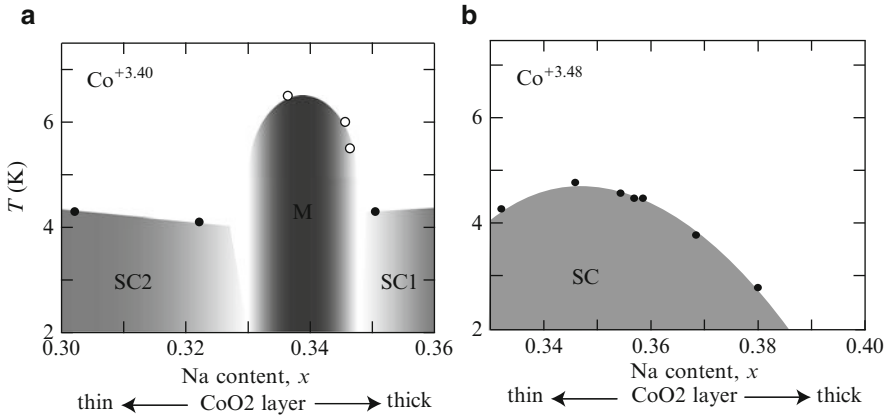 a
Co+3.40
T (K)
6
4
2
M
SC2
SC1
0.30 0.32 0.34 0.36
Na content, x
thin CoO2 layer thick
b
Co+3.48
6
4
2
SC
0.34 0.36 0.38 0.40
Na content, x
thin CoO2 layer thick